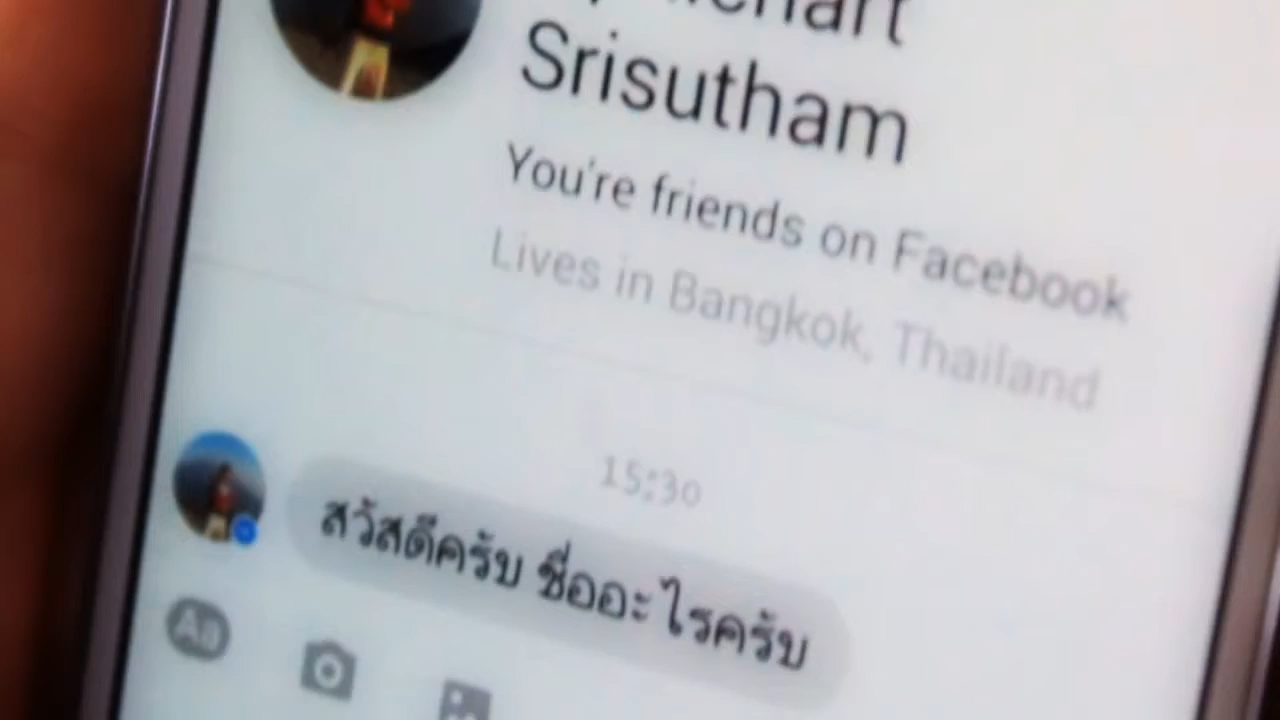 Srisutham
You're friends on Facebook
Lives in Bangkok, Thailand
15:30
สวัสดีครับ ชื่ออะไรครับ
Aa